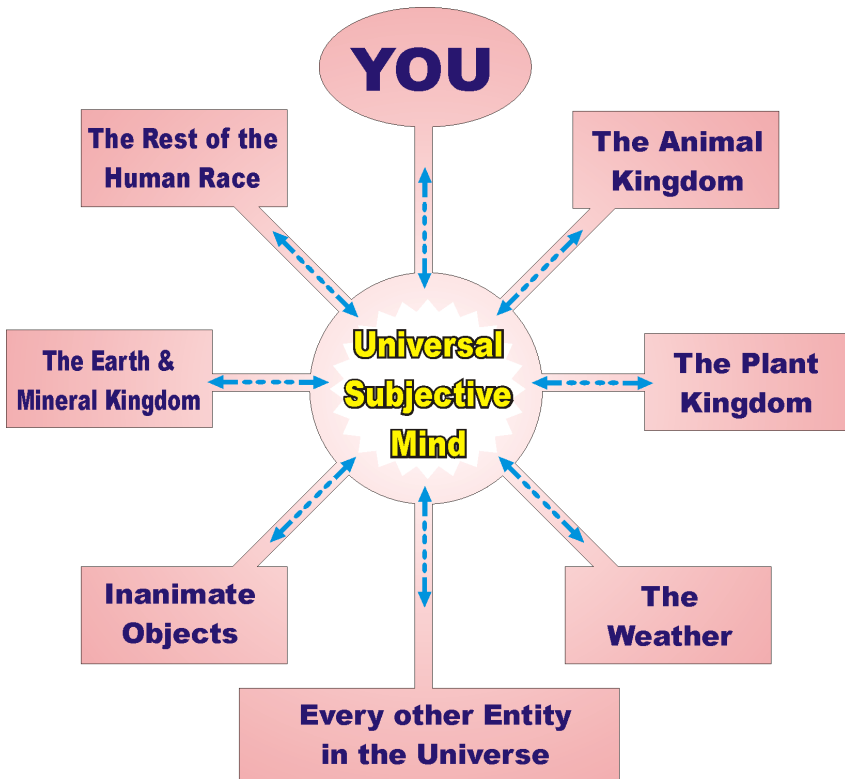 YOU
The Rest of the
Human Race
The Animal
Kingdom
Universal
Subjective
Mind
The Earth &
Mineral Kingdom
The Plant
Kingdom
Inanimate
Objects
The
Weather
Every other Entity
in the Universe